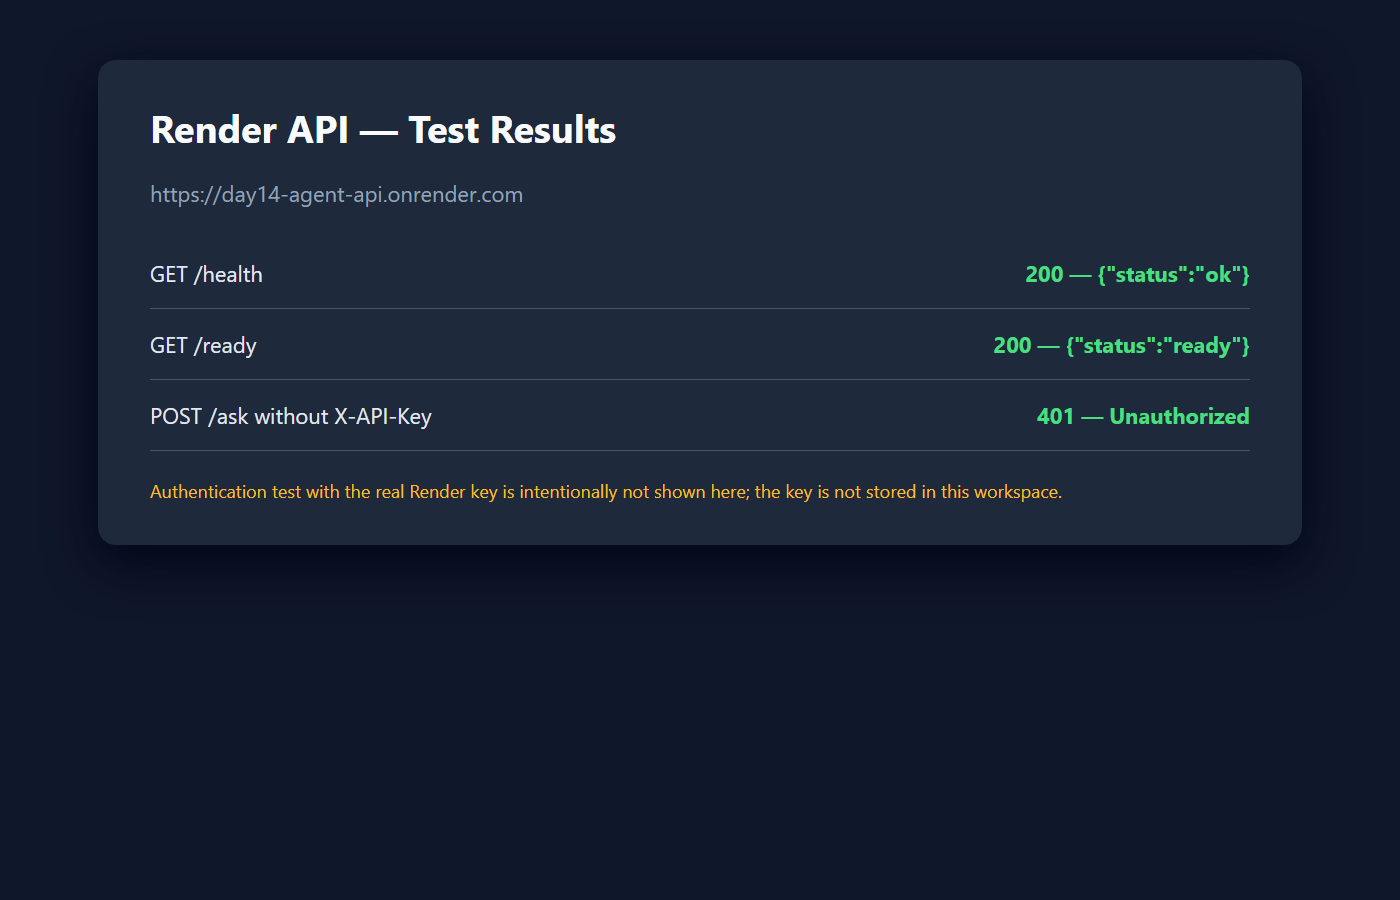 Render API — Test Results
https://day14-agent-api.onrender.com
GET /health 200 — {"status":"ok"}
GET /ready 200 — {"status":"ready"}
POST /ask without X-API-Key 401 — Unauthorized
Authentication test with the real Render key is intentionally not shown here; the key is not stored in this workspace.